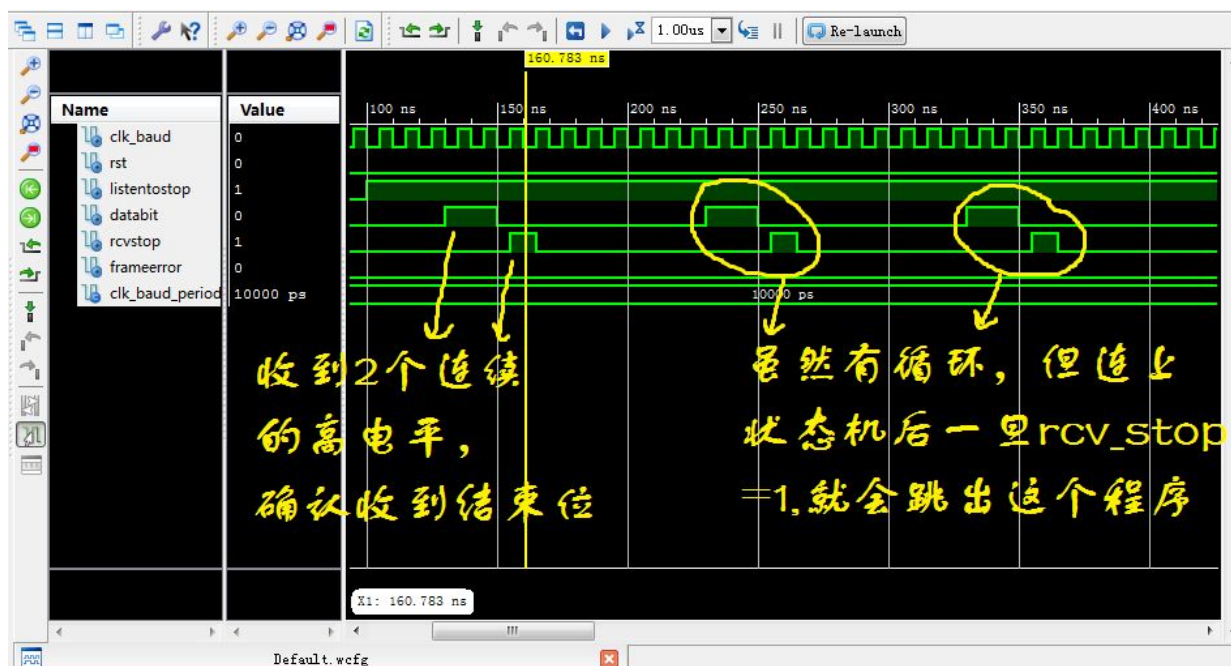 1.00us
Re-launch
160.783 ns
Name
Value
100 ns
150 ns
200 ns
250 ns
300 ns
350 ns
400 ns
clk_baud
0
rst
0
listentostop
1
databit
0
rcvstop
1
frameerror
0
clk_baud_period
10000 ps
10000 ps
收到2个连续
的高电平，
确认收到结束位
虽然有循环，但连上
状态机后一旦rcv_stop
=1,就会跳出这个程序
X1: 160.783 ns
Default.wcfg